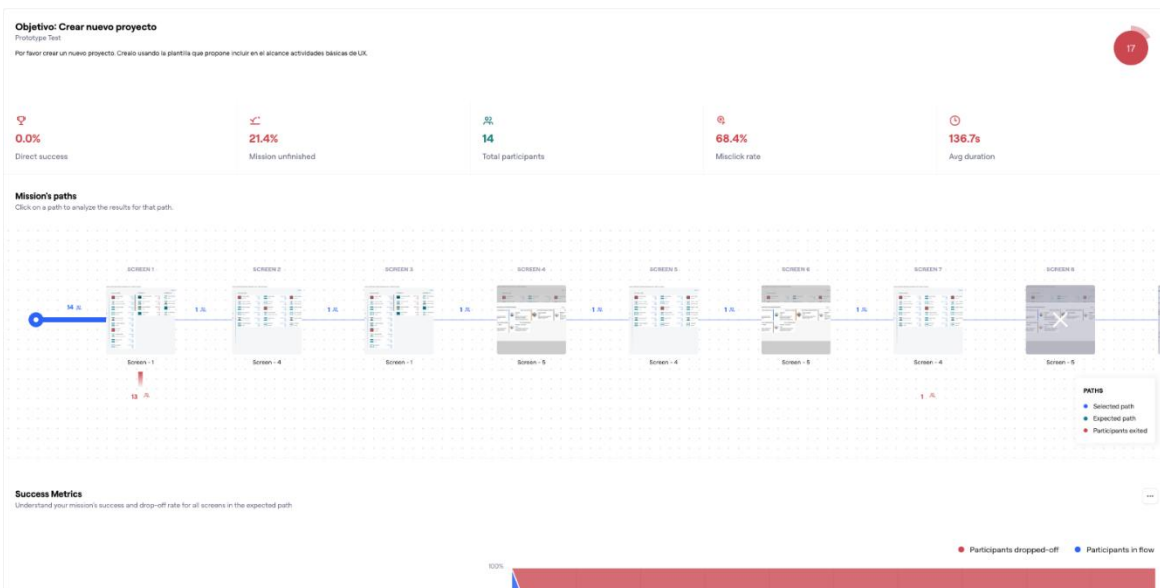 Objetivo: Crear nuevo proyecto
Prototype Test
Por favor crear un nuevo proyecto. Crealo usando la plantilla que propone incluir en el alcance actividades básicas de UX.
17
0.0%
Direct success
21.4%
Mission unfinished
14
Total participants
68.4%
Misclick rate
136.7s
Avg duration
Mission's paths
Click on a path to analyze the results for that path.
SCREEN 1 SCREEN 2 SCREEN 3 SCREEN 4 SCREEN 5 SCREEN 6 SCREEN 7 SCREEN 8
14 1 1 1 1 1 1
Screen - 1 Screen - 4 Screen - 1 Screen - 5 Screen - 4 Screen - 5 Screen - 4 Screen - 5
13 1
PATHS
Selected path
Expected path
Participants exited
Success Metrics
Understand your mission's success and drop-off rate for all screens in the expected path
Participants dropped-off Participants in flow
100%